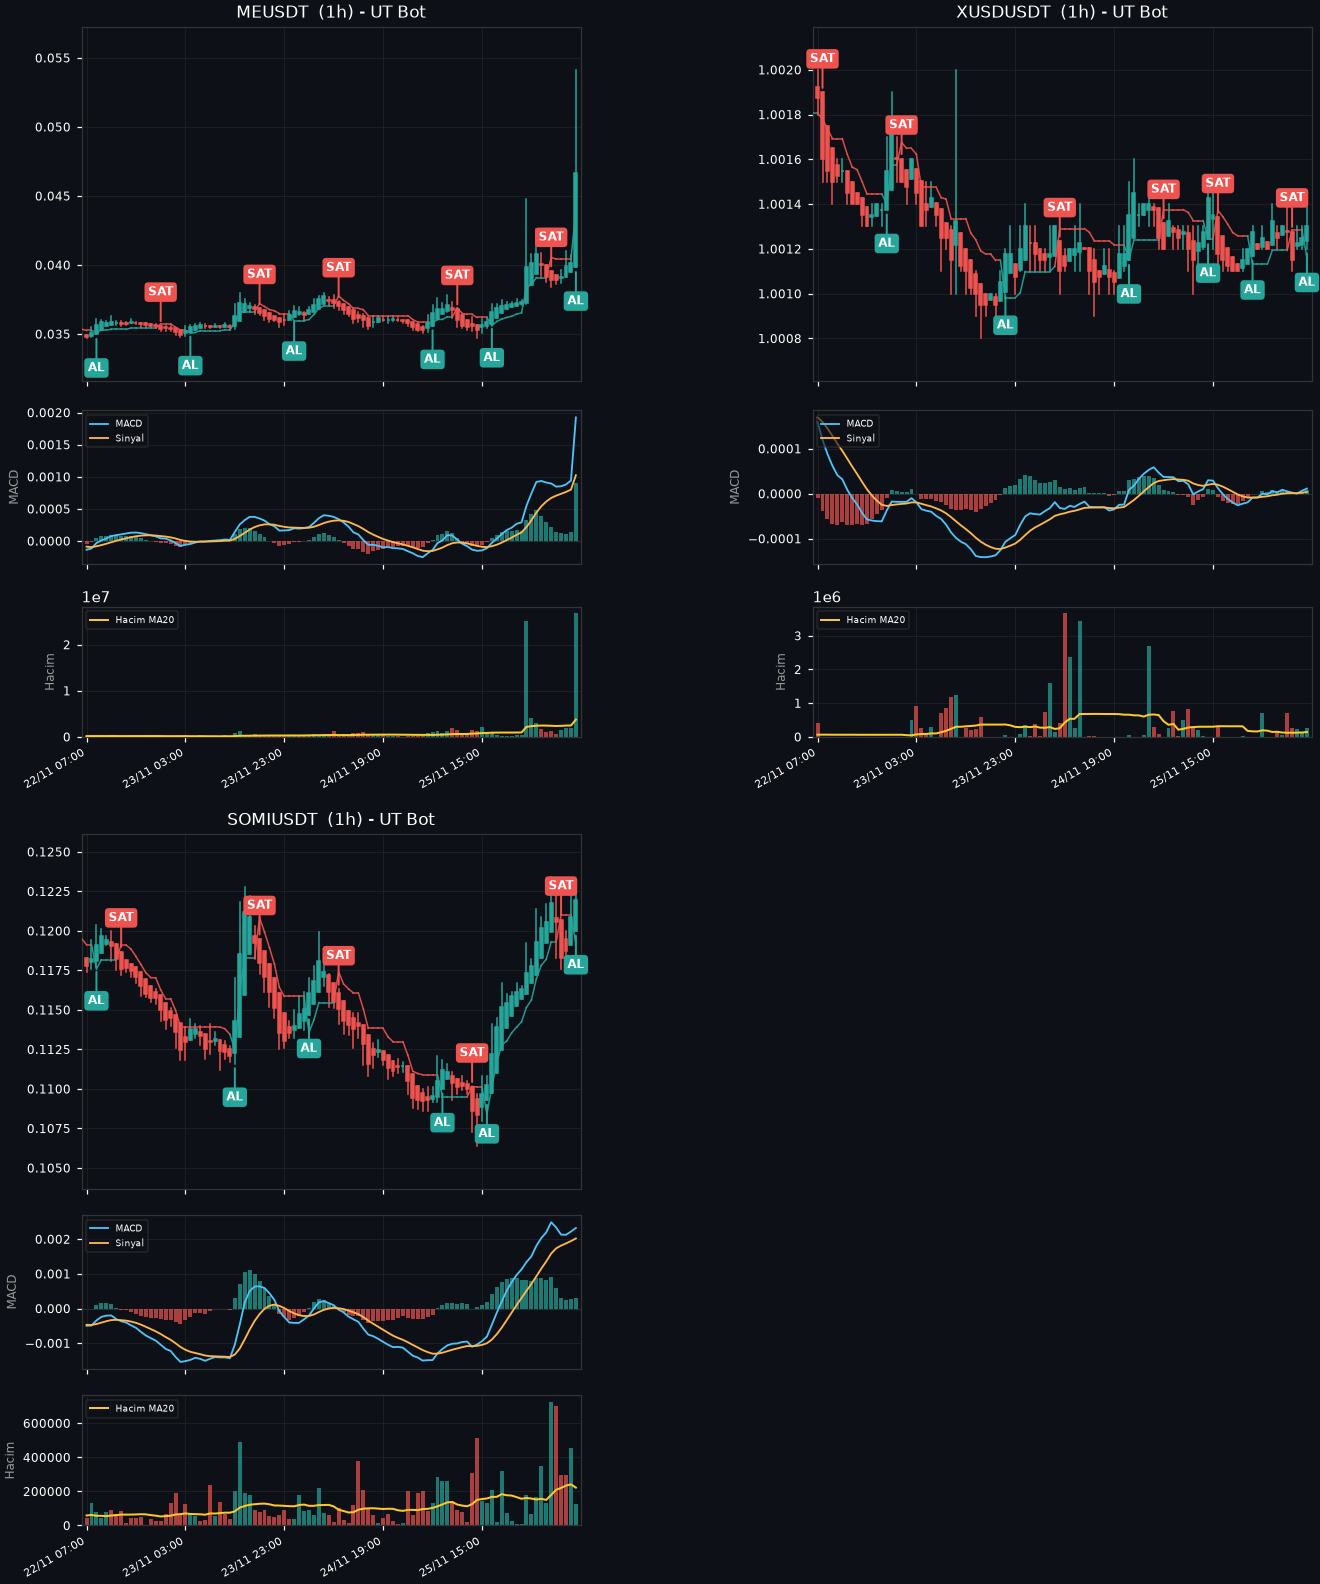 MEUSDT  (1h) - UT Bot
0.055
0.050
0.045
0.040
0.035
SAT
SAT
SAT
SAT
SAT
AL
AL
AL
AL
AL
AL
MACD
0.0020
0.0015
0.0010
0.0005
0.0000
MACD
Sinyal
1e7
Hacim
2
1
0
Hacim MA20
22/11 07:00
23/11 03:00
23/11 23:00
24/11 19:00
25/11 15:00
XUSDUSDT  (1h) - UT Bot
1.0020
1.0018
1.0016
1.0014
1.0012
1.0010
1.0008
SAT
SAT
SAT
SAT
SAT
SAT
AL
AL
AL
AL
AL
AL
MACD
0.0001
0.0000
−0.0001
MACD
Sinyal
1e6
Hacim
3
2
1
0
Hacim MA20
22/11 07:00
23/11 03:00
23/11 23:00
24/11 19:00
25/11 15:00
SOMIUSDT  (1h) - UT Bot
0.1250
0.1225
0.1200
0.1175
0.1150
0.1125
0.1100
0.1075
0.1050
SAT
SAT
SAT
SAT
SAT
AL
AL
AL
AL
AL
AL
MACD
0.002
0.001
0.000
−0.001
MACD
Sinyal
Hacim
600000
400000
200000
0
Hacim MA20
22/11 07:00
23/11 03:00
23/11 23:00
24/11 19:00
25/11 15:00